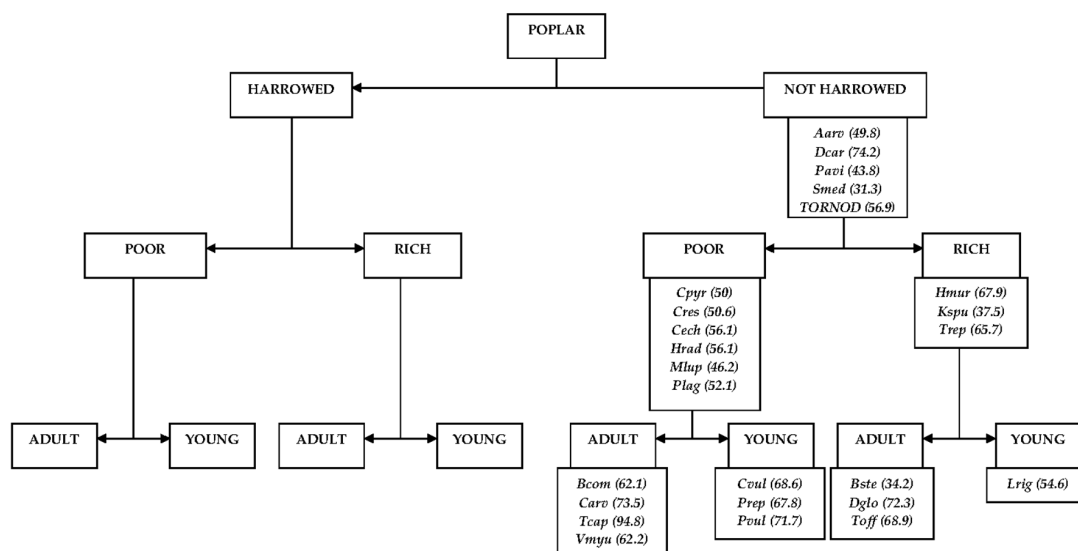 POPLAR
HARROWED
NOT HARROWED
Aarv (49.8)
Dcar (74.2)
Pavi (43.8)
Smed (31.3)
TORNOD (56.9)
POOR
RICH
POOR
RICH
Cpyr (50)
Cres (50.6)
Cech (56.1)
Hrad (56.1)
Mlup (46.2)
Plag (52.1)
Hmur (67.9)
Kspu (37.5)
Trep (65.7)
ADULT
YOUNG
ADULT
YOUNG
ADULT
YOUNG
ADULT
YOUNG
Bcom (62.1)
Carv (73.5)
Tcap (94.8)
Vmyu (62.2)
Cvul (68.6)
Prep (67.8)
Pvul (71.7)
Bste (34.2)
Dglo (72.3)
Toff (68.9)
Lrig (54.6)